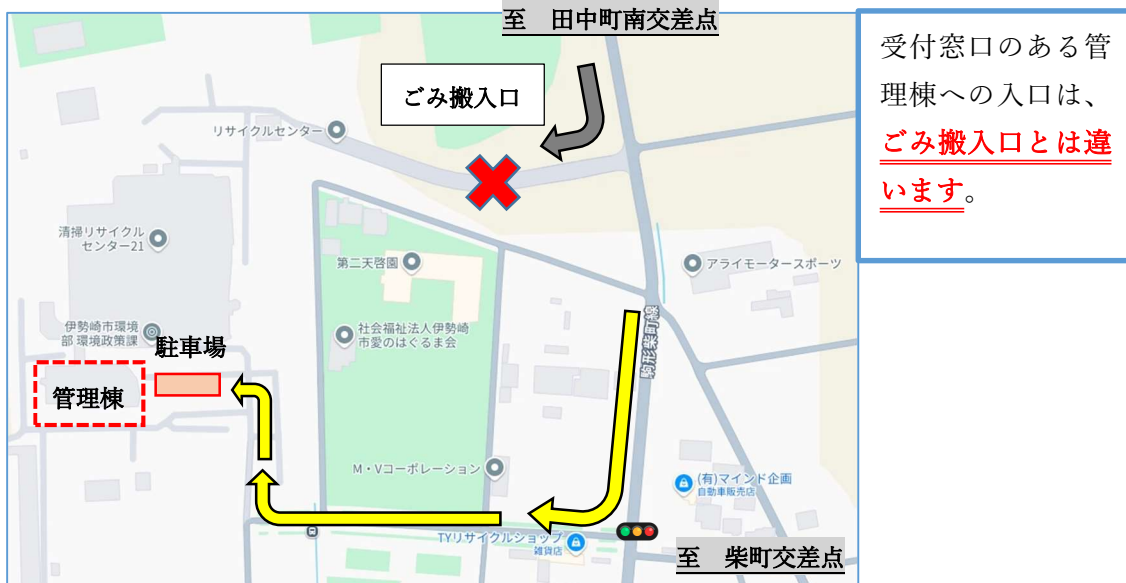 至　田中町南交差点
ごみ搬入口
リサイクルセンター
清掃リサイクル
センター21
第二天啓園
アライモータースポーツ
社会福祉法人伊勢崎
市愛のはぐるま会
伊勢崎市環境
部 環境政策課
駐車場
管理棟
駒形柴町線
M・Vコーポレーション
(有)マインド企画
自動車販売店
TYリサイクルショップ
雑貨店
至　柴町交差点
受付窓口のある管
理棟への入口は、
ごみ搬入口とは違
います。